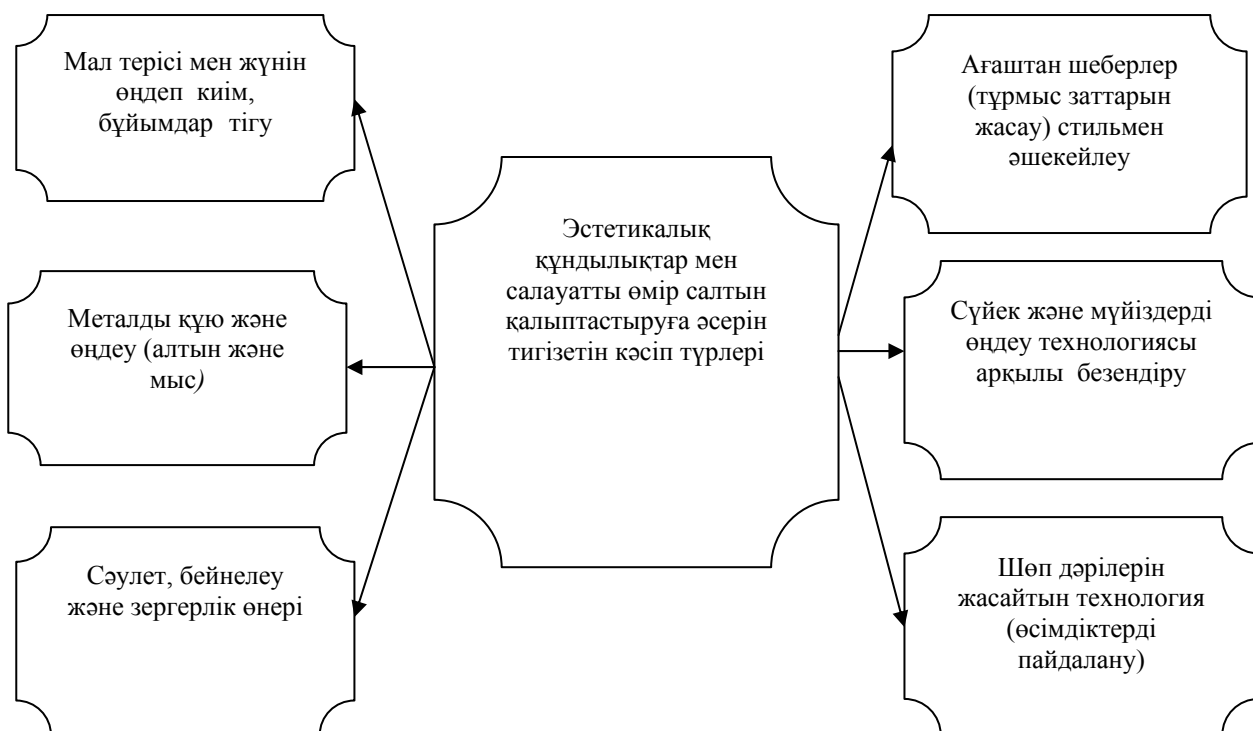 Мал терісі мен жүнін
өңдеп киім,
бұйымдар тігу
Металды құю және
өңдеу (алтын және
мыс)
Сәулет, бейнелеу
және зергерлік өнері
Эстетикалық
құндылықтар мен
салауатты өмір салтын
қалыптастыруға әсерін
тигізетін кәсіп түрлері
Ағаштан шеберлер
(тұрмыс заттарын
жасау) стильмен
әшекейлеу
Сүйек және мүйіздерді
өңдеу технологиясы
арқылы безендіру
Шөп дәрілерін
жасайтын технология
(өсімдіктерді
пайдалану)